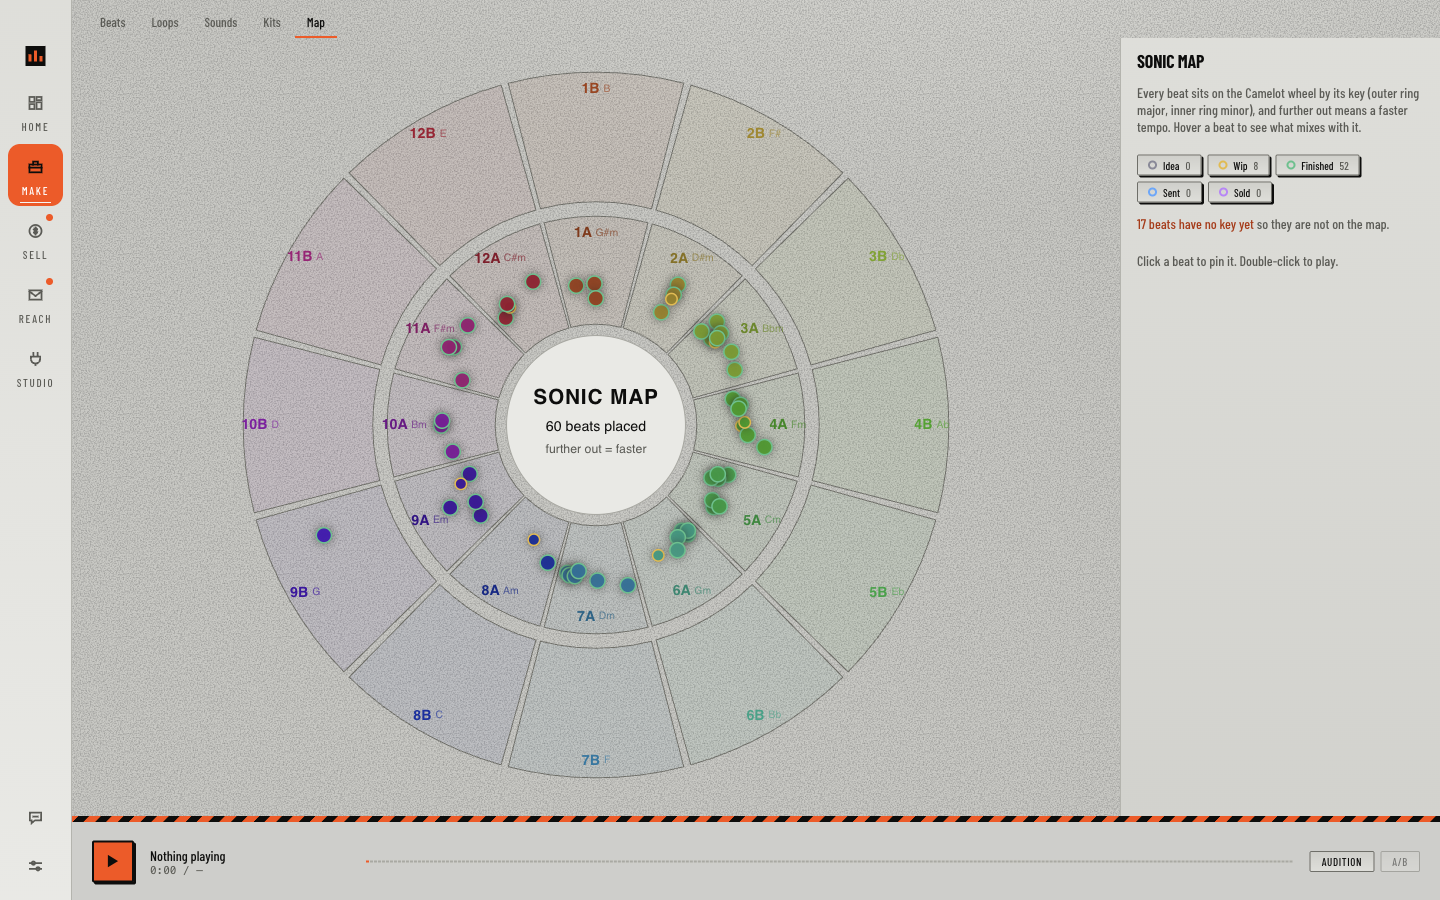 Beats Loops Sounds Kits Map
HOME
MAKE
SELL
REACH
STUDIO
1B B
2B F#
3B Db
4B Ab
5B Eb
6B Bb
7B F
8B C
9B G
10B D
11B A
12B E
1A G#m
2A D#m
3A Bbm
4A Fm
5A Cm
6A Gm
7A Dm
8A Am
9A Em
10A Bm
11A F#m
12A C#m
SONIC MAP
60 beats placed
further out = faster
SONIC MAP
Every beat sits on the Camelot wheel by its key (outer ring
major, inner ring minor), and further out means a faster
tempo. Hover a beat to see what mixes with it.
Idea 0 Wip 8 Finished 52
Sent 0 Sold 0
17 beats have no key yet so they are not on the map.
Click a beat to pin it. Double-click to play.
Nothing playing
0:00 / —
AUDITION A/B